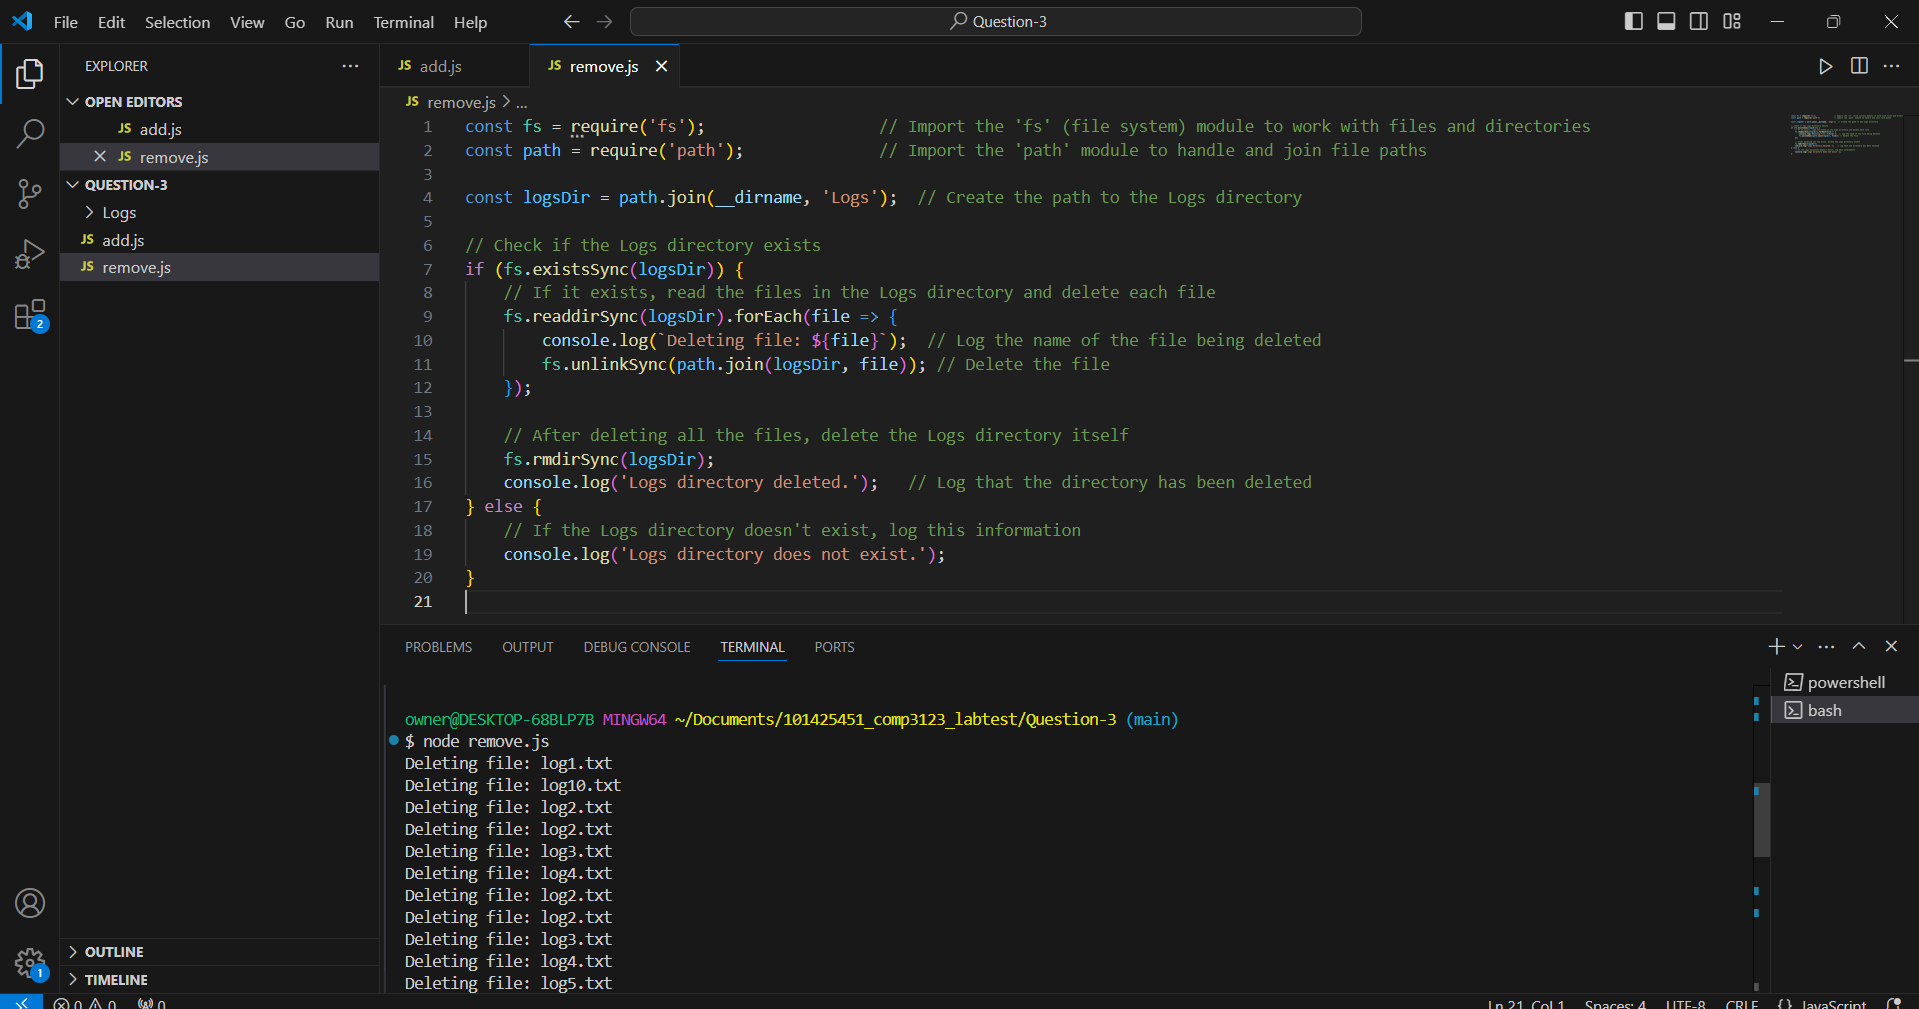 File Edit Selection View Go Run Terminal Help Question-3
EXPLORER
OPEN EDITORS
JS add.js
JS remove.js
QUESTION-3
Logs
JS add.js
JS remove.js
2
1
OUTLINE
TIMELINE
JS add.js JS remove.js
JS remove.js > ...
1 const fs = require('fs'); // Import the 'fs' (file system) module to work with files and directories
2 const path = require('path'); // Import the 'path' module to handle and join file paths
3
4 const logsDir = path.join(__dirname, 'Logs'); // Create the path to the Logs directory
5
6 // Check if the Logs directory exists
7 if (fs.existsSync(logsDir)) {
8 // If it exists, read the files in the Logs directory and delete each file
9 fs.readdirSync(logsDir).forEach(file => {
10 console.log(`Deleting file: ${file}`); // Log the name of the file being deleted
11 fs.unlinkSync(path.join(logsDir, file)); // Delete the file
12 });
13
14 // After deleting all the files, delete the Logs directory itself
15 fs.rmdirSync(logsDir);
16 console.log('Logs directory deleted.'); // Log that the directory has been deleted
17 } else {
18 // If the Logs directory doesn't exist, log this information
19 console.log('Logs directory does not exist.');
20 }
21
PROBLEMS OUTPUT DEBUG CONSOLE TERMINAL PORTS
powershell
bash
owner@DESKTOP-68BLP7B MINGW64 ~/Documents/101425451_comp3123_labtest/Question-3 (main)
$ node remove.js
Deleting file: log1.txt
Deleting file: log10.txt
Deleting file: log2.txt
Deleting file: log2.txt
Deleting file: log3.txt
Deleting file: log4.txt
Deleting file: log2.txt
Deleting file: log2.txt
Deleting file: log3.txt
Deleting file: log4.txt
Deleting file: log5.txt
0 0 0 Ln 21, Col 1 Spaces: 4 UTF-8 CRLF {} JavaScript